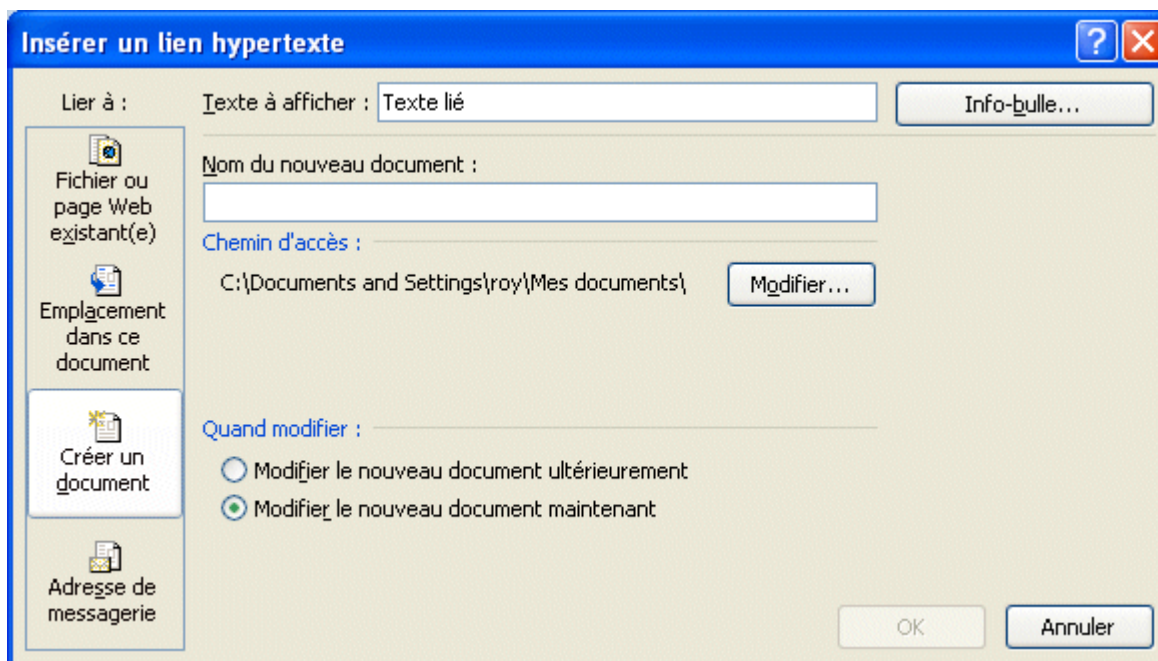 Insérer un lien hypertexte
Lier à :
Texte à afficher : Texte lié
Info-bulle...
Fichier ou
page Web
existant(e)
Emplacement
dans ce
document
Créer un
document
Adresse de
messagerie
Nom du nouveau document :
Chemin d'accès :
C:\Documents and Settings\roy\Mes documents\
Modifier...
Quand modifier :
Modifier le nouveau document ultérieurement
Modifier le nouveau document maintenant
OK
Annuler